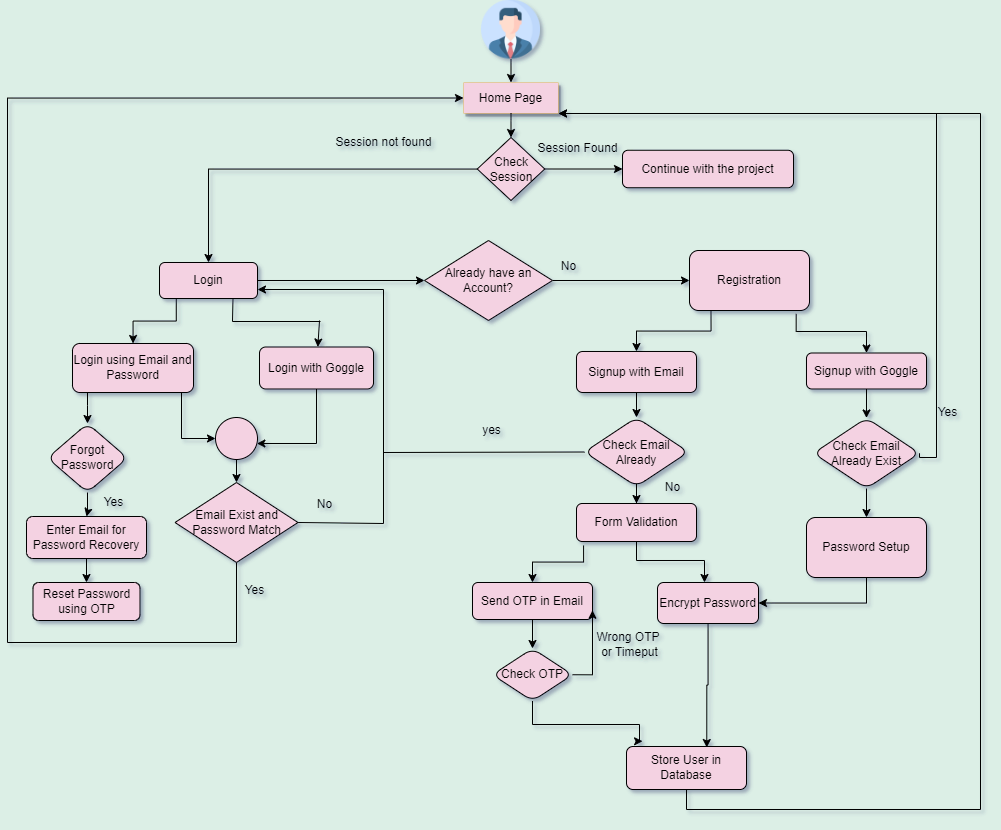 Home Page
Session not found
Session Found
Check
Session
Continue with the project
Login
Already have an
Account?
No
Registration
Login using Email and
Password
Login with Goggle
Signup with Email
Signup with Goggle
Yes
yes
Forgot
Password
Check Email
Already
Check Email
Already Exist
No
Yes
No
Email Exist and
Password Match
Enter Email for
Password Recovery
Form Validation
Password Setup
Yes
Reset Password
using OTP
Send OTP in Email
Encrypt Password
Wrong OTP
or Timeput
Check OTP
Store User in
Database